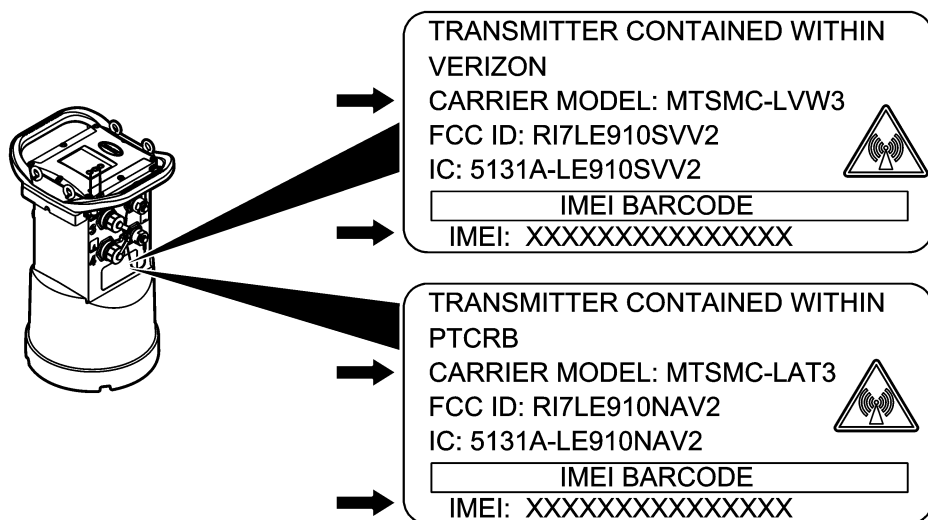 TRANSMITTER CONTAINED WITHIN
VERIZON
CARRIER MODEL: MTSMC-LVW3
FCC ID: RI7LE910SVV2
IC: 5131A-LE910SVV2
IMEI BARCODE
IMEI: XXXXXXXXXXXXXXX
TRANSMITTER CONTAINED WITHIN
PTCRB
CARRIER MODEL: MTSMC-LAT3
FCC ID: RI7LE910NAV2
IC: 5131A-LE910NAV2
IMEI BARCODE
IMEI: XXXXXXXXXXXXXXX